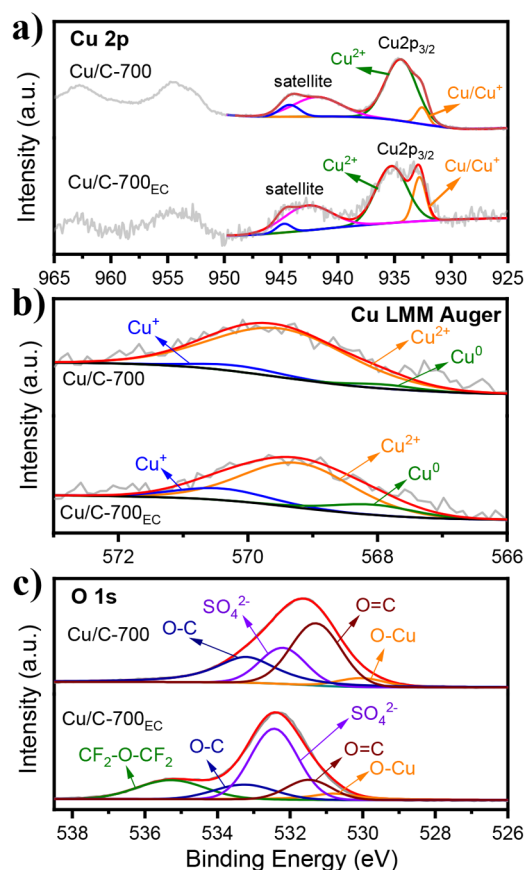 a)
Cu 2p
Cu/C-700
satellite
Cu²⁺
Cu2p₃/₂
Cu/Cu⁺
Cu/C-700EC
satellite
Cu²⁺
Cu2p₃/₂
Cu/Cu⁺
Intensity (a.u.)
965 960 955 950 945 940 935 930 925
b)
Cu LMM Auger
Cu⁺
Cu²⁺
Cu⁰
Cu/C-700
Cu⁺
Cu²⁺
Cu⁰
Cu/C-700EC
Intensity (a.u.)
572 570 568 566
c)
O 1s
Cu/C-700
O-C
SO₄²⁻
O=C
O-Cu
Cu/C-700EC
CF₂-O-CF₂
O-C
SO₄²⁻
O=C
O-Cu
Intensity (a.u.)
538 536 534 532 530 528 526
Binding Energy (eV)